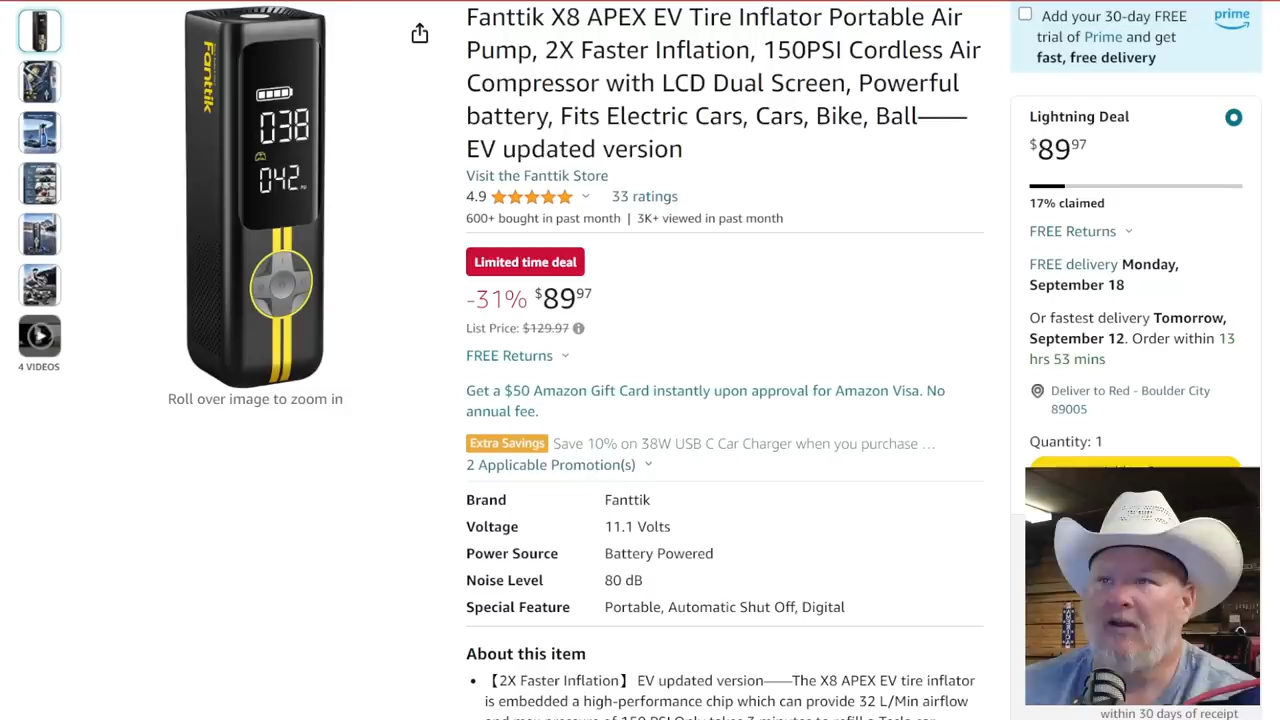 Fanttik
038
042
Roll over image to zoom in
4 VIDEOS
Fanttik X8 APEX EV Tire Inflator Portable Air
Pump, 2X Faster Inflation, 150PSI Cordless Air
Compressor with LCD Dual Screen, Powerful
battery, Fits Electric Cars, Cars, Bike, Ball——
EV updated version
Visit the Fanttik Store
4.9 33 ratings
600+ bought in past month | 3K+ viewed in past month
Limited time deal
-31% $8997
List Price: $129.97
FREE Returns
Get a $50 Amazon Gift Card instantly upon approval for Amazon Visa. No
annual fee.
Extra Savings Save 10% on 38W USB C Car Charger when you purchase …
2 Applicable Promotion(s)
Brand Fanttik
Voltage 11.1 Volts
Power Source Battery Powered
Noise Level 80 dB
Special Feature Portable, Automatic Shut Off, Digital
About this item
• 【2X Faster Inflation】 EV updated version——The X8 APEX EV tire inflator
is embedded a high-performance chip which can provide 32 L/Min airflow
Add your 30-day FREE
trial of Prime and get
fast, free delivery
prime
Lightning Deal
$8997
17% claimed
FREE Returns
FREE delivery Monday,
September 18
Or fastest delivery Tomorrow,
September 12. Order within 13
hrs 53 mins
Deliver to Red - Boulder City
89005
Quantity: 1
within 30 days of receipt